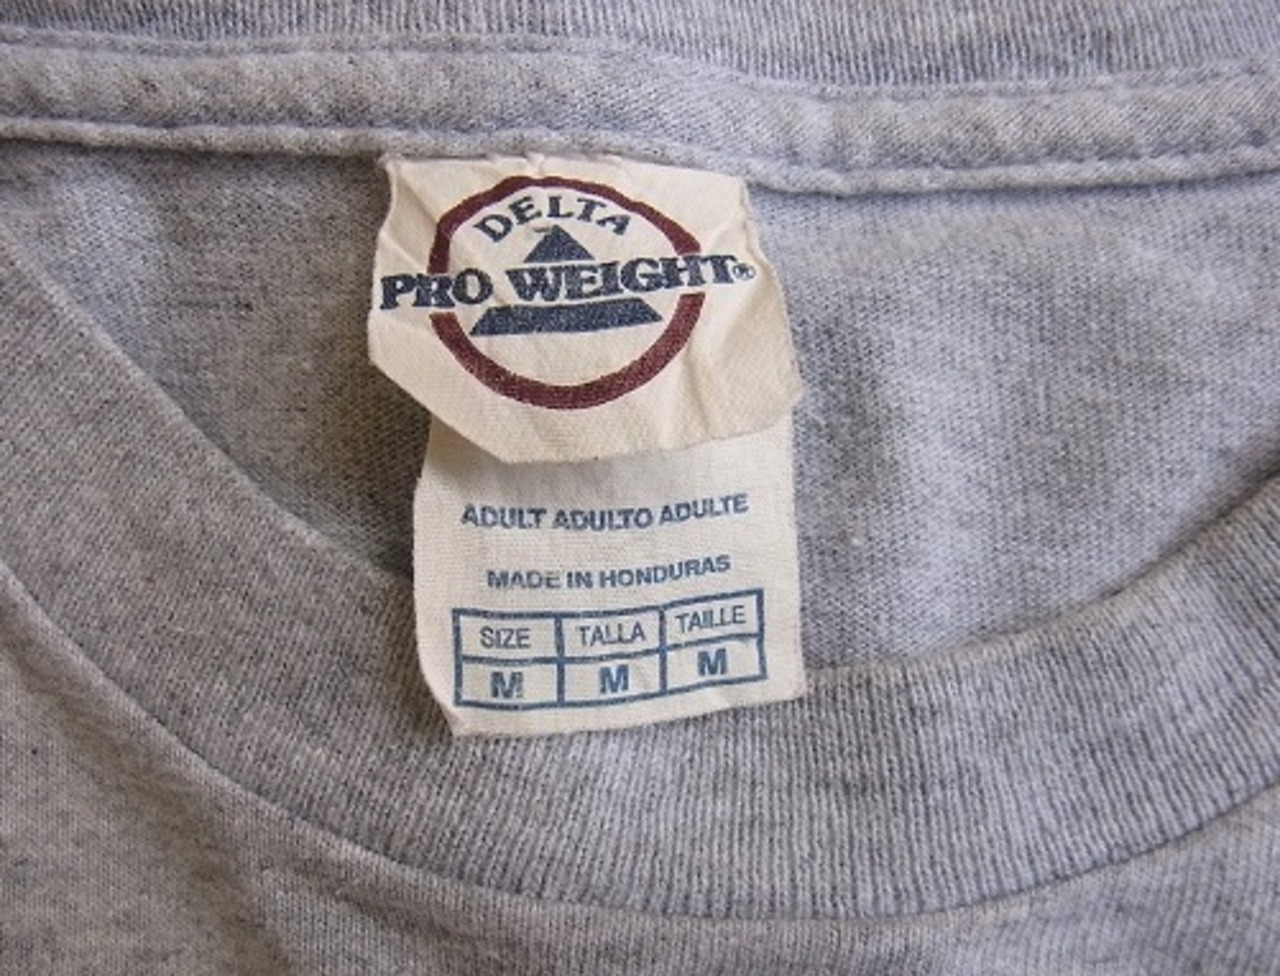 DELTA
PRO WEIGHT®
ADULT ADULTO ADULTE
MADE IN HONDURAS
SIZE TALLA TAILLE
M M M